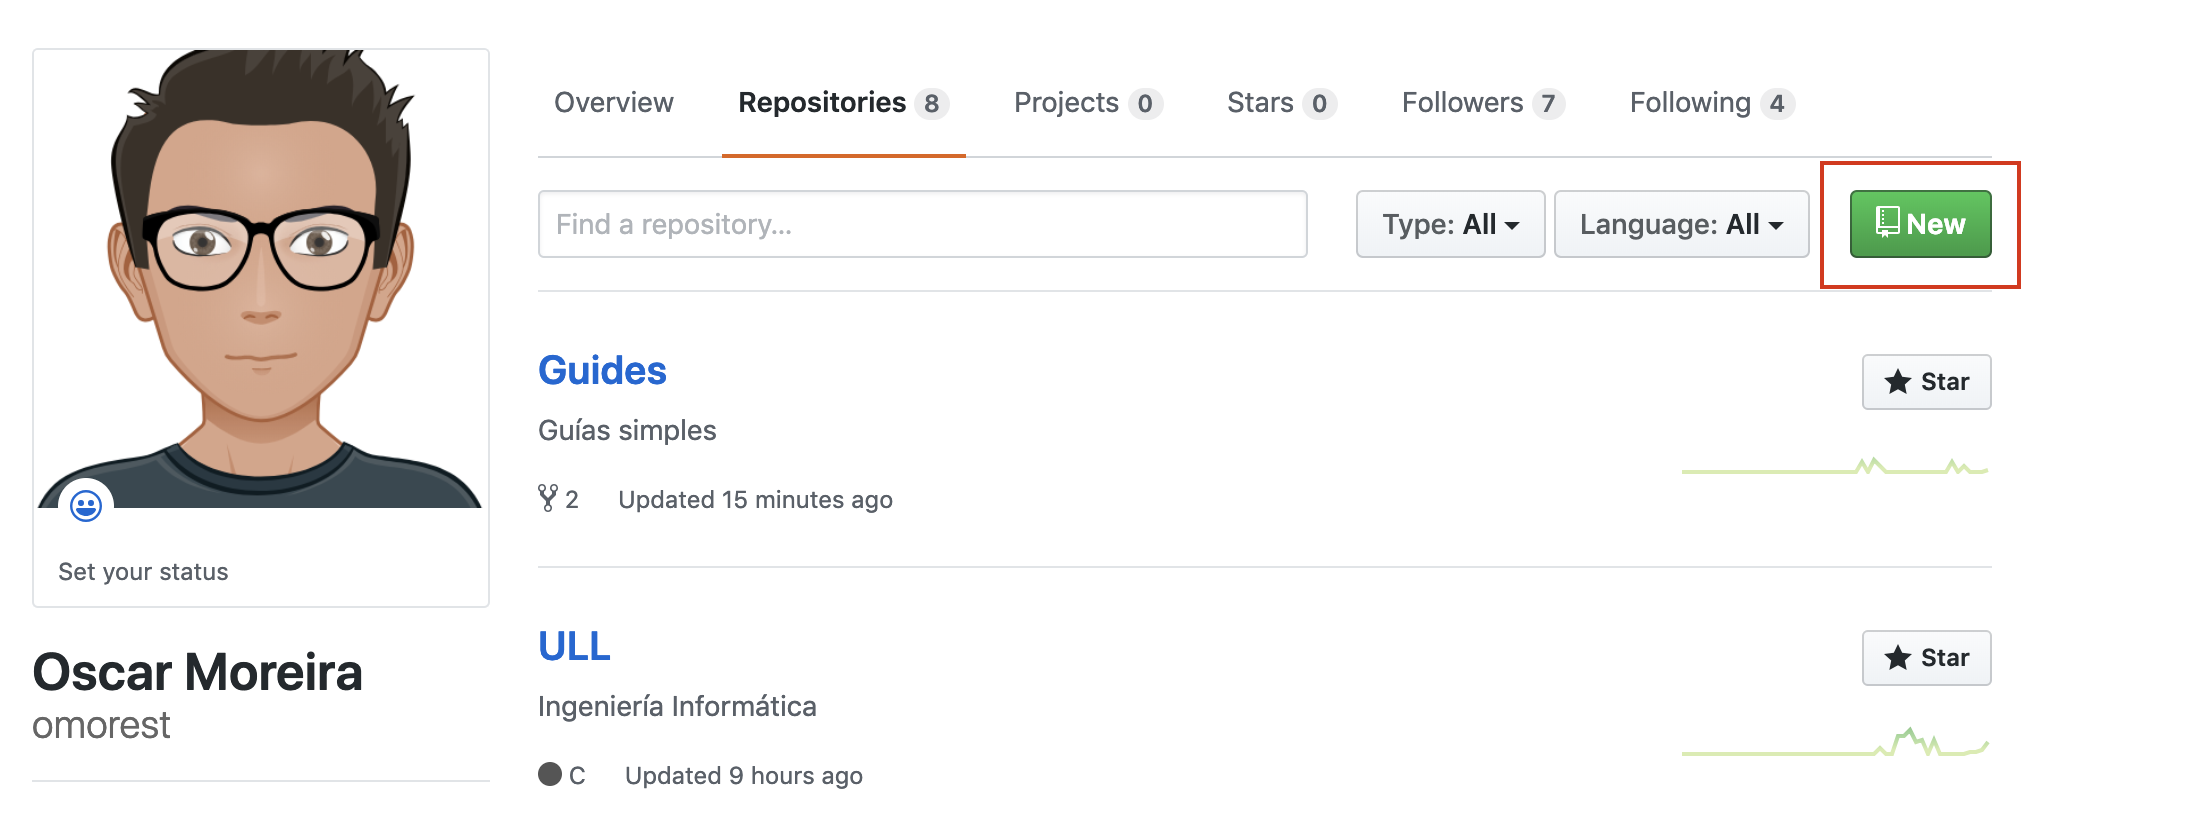 Overview Repositories 8 Projects 0 Stars 0 Followers 7 Following 4
Find a repository... Type: All Language: All New
Guides
Star
Guías simples
2 Updated 15 minutes ago
ULL
Star
Ingeniería Informática
C Updated 9 hours ago
Set your status
Oscar Moreira
omorest